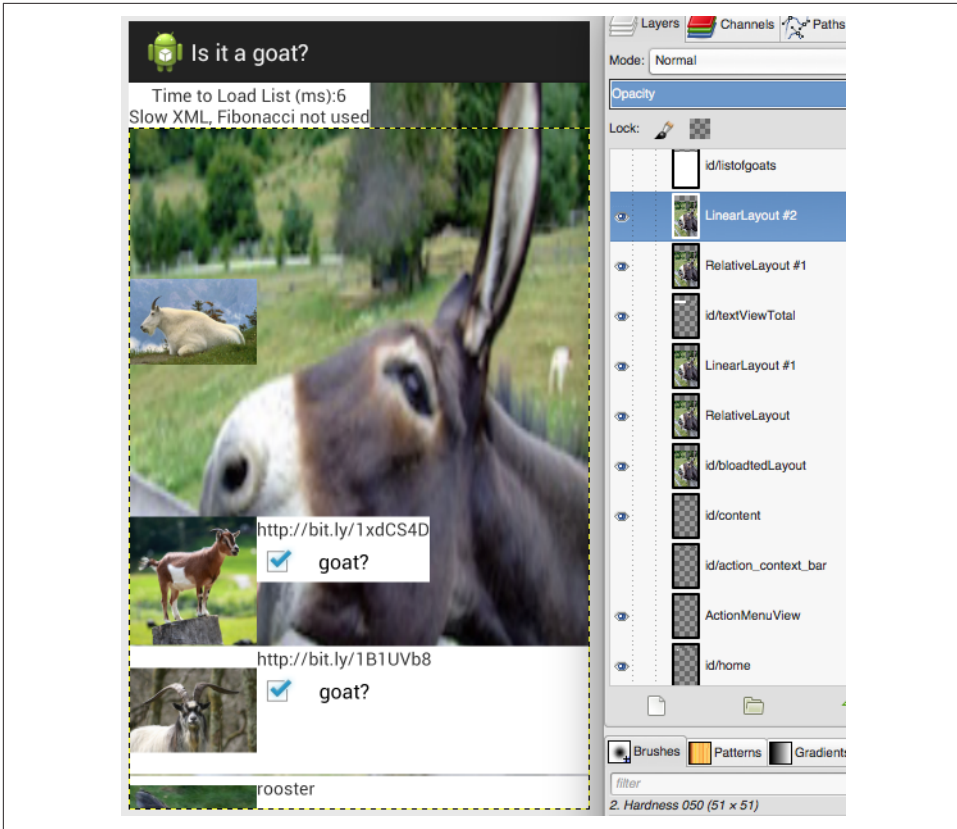 Is it a goat?
Time to Load List (ms):6
Slow XML, Fibonacci not used
http://bit.ly/1xdCS4D
goat?
http://bit.ly/1B1UVb8
goat?
rooster
Layers Channels Paths
Mode: Normal
Opacity
Lock:
id/listofgoats
LinearLayout #2
RelativeLayout #1
id/textViewTotal
LinearLayout #1
RelativeLayout
id/bloadtedLayout
id/content
id/action_context_bar
ActionMenuView
id/home
Brushes Patterns Gradients
filter
2. Hardness 050 (51 × 51)